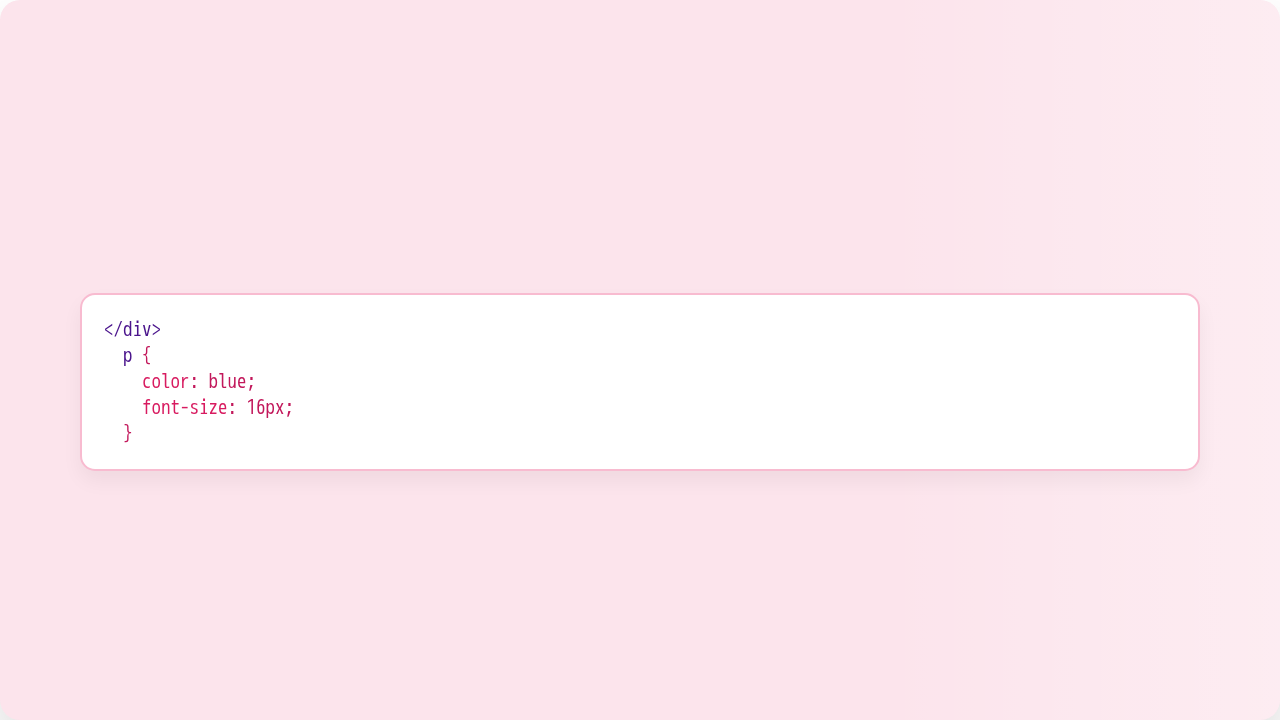 </div>
  p {
    color: blue;
    font-size: 16px;
  }